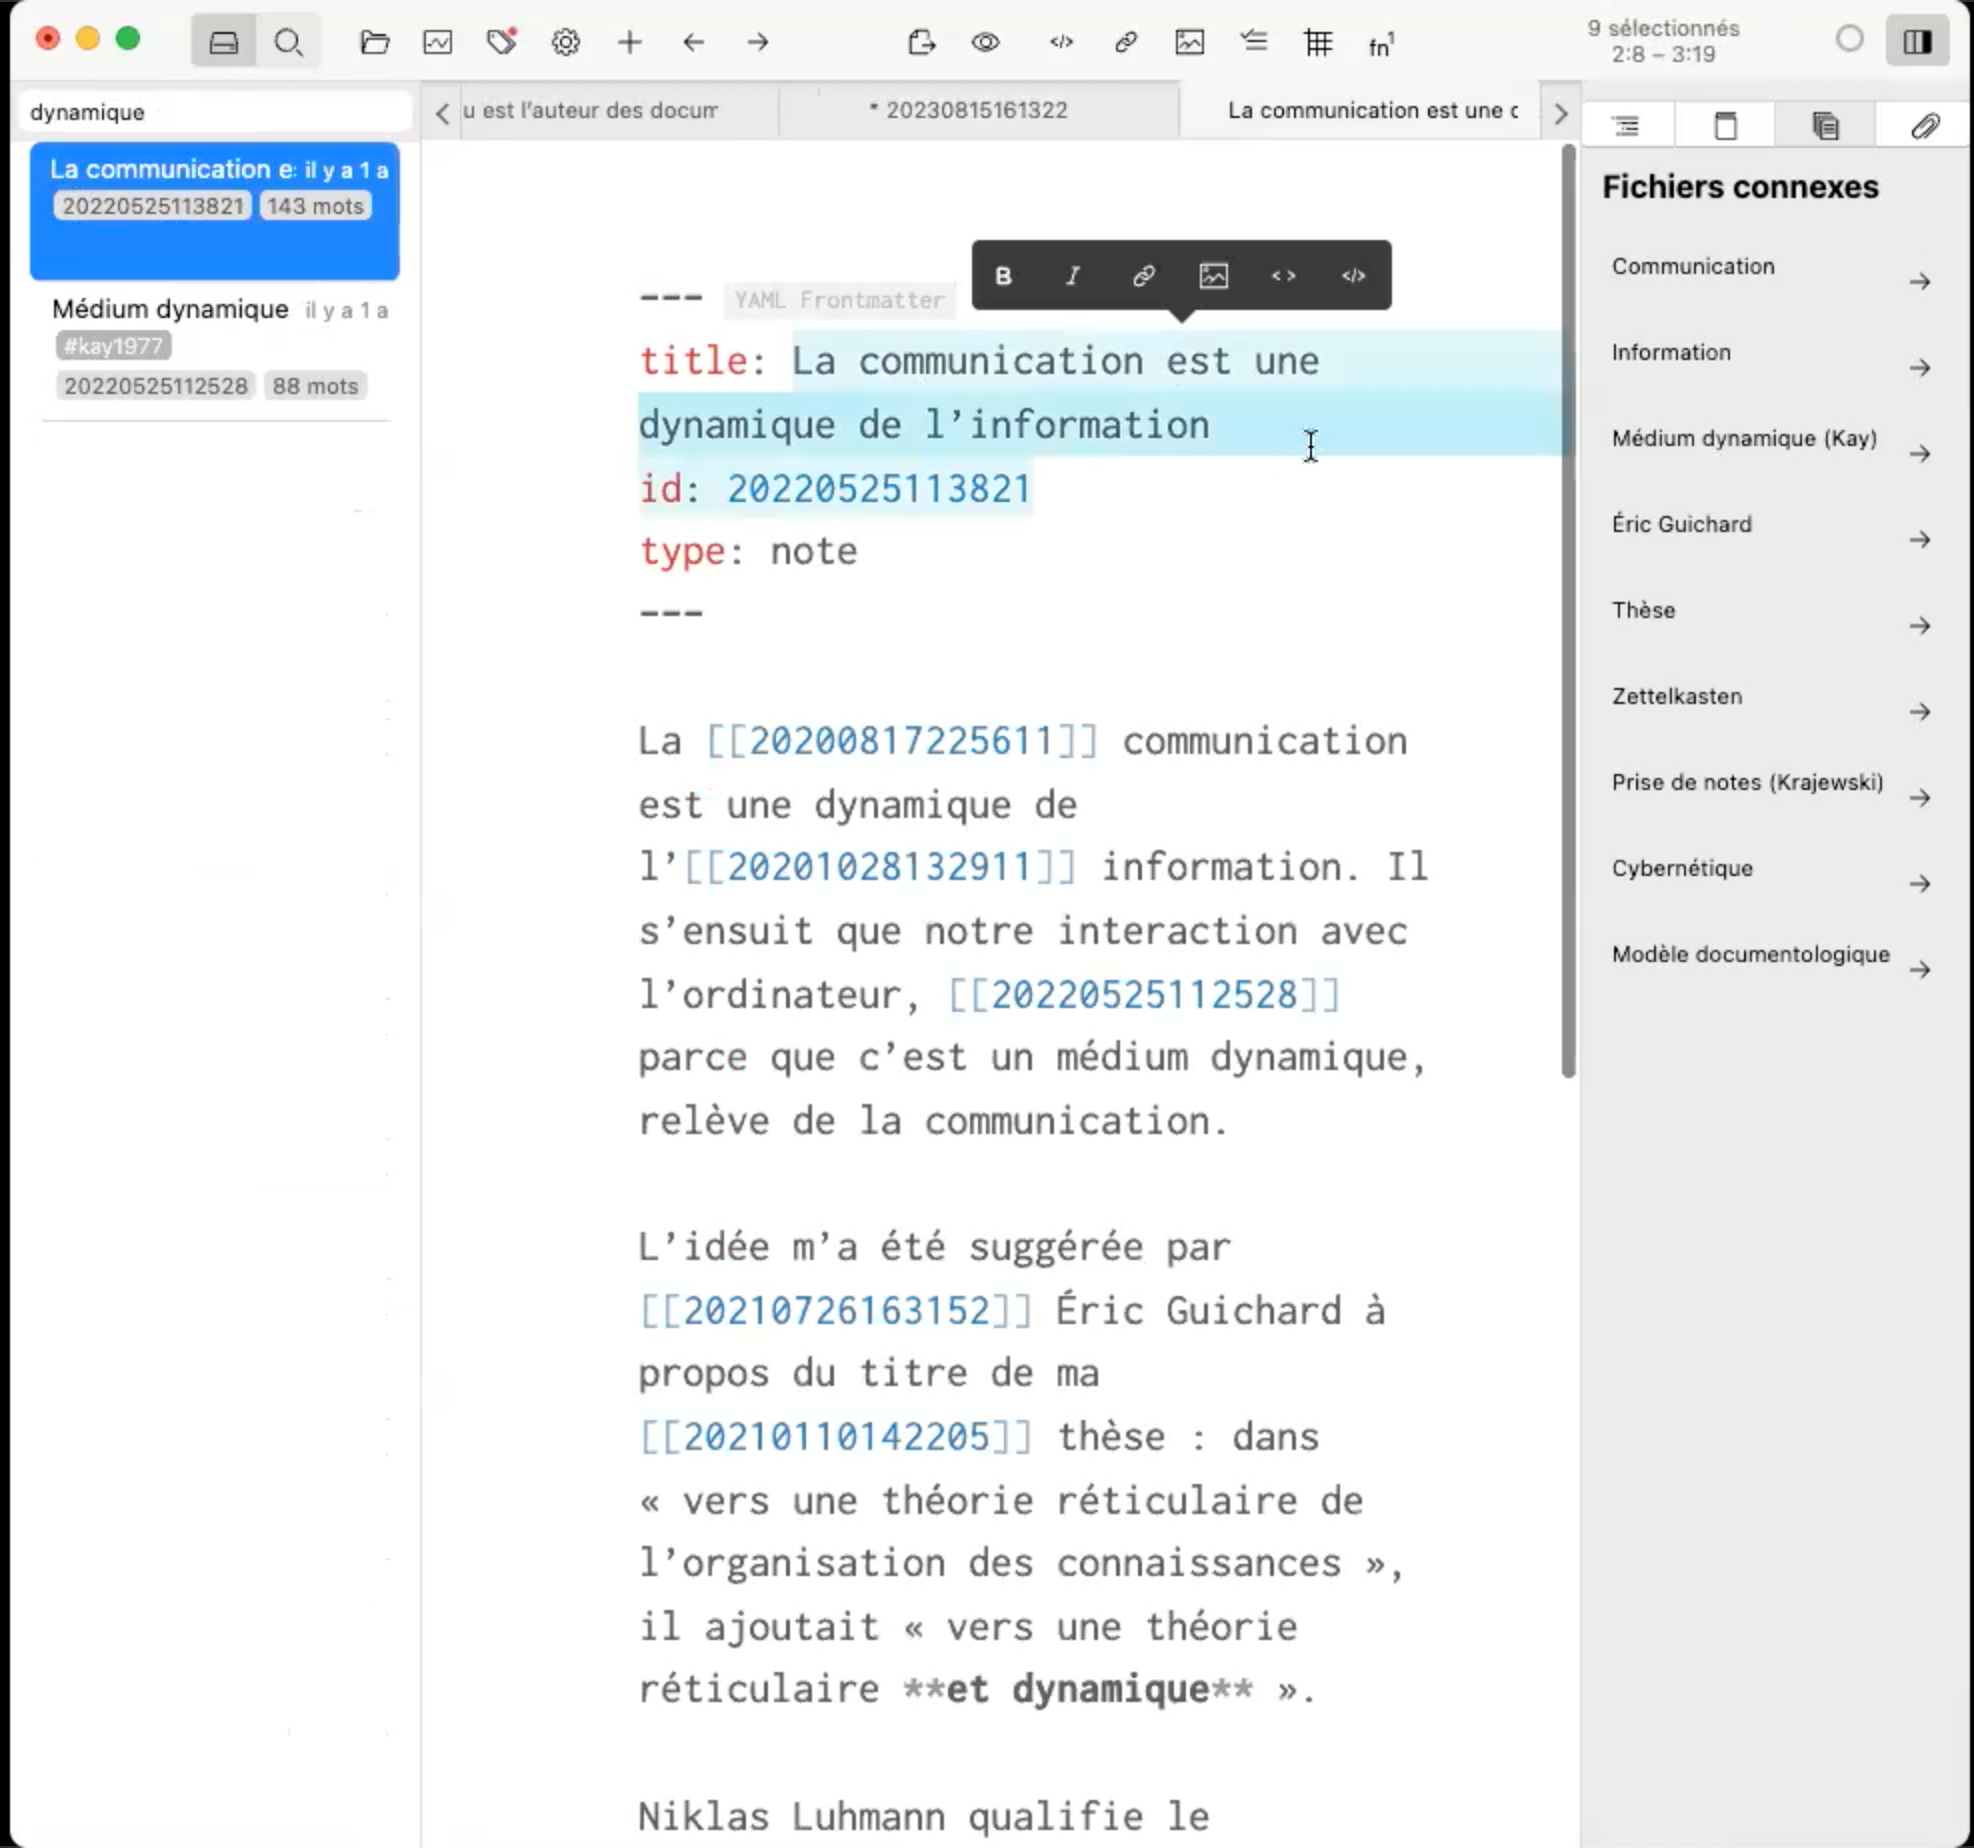 9 sélectionnés
2:8 – 3:19
fn1
dynamique
u est l'auteur des docum
* 20230815161322
La communication est une c
La communication e: il y a 1 a
20220525113821 143 mots
Médium dynamique il y a 1 a
#kay1977
20220525112528 88 mots
B I
--- YAML Frontmatter
title: La communication est une
dynamique de l’information
id: 20220525113821
type: note
---
La [[20200817225611]] communication
est une dynamique de
l’[[20201028132911]] information. Il
s’ensuit que notre interaction avec
l’ordinateur, [[20220525112528]]
parce que c’est un médium dynamique,
relève de la communication.
L’idée m’a été suggérée par
[[20210726163152]] Éric Guichard à
propos du titre de ma
[[20210110142205]] thèse : dans
« vers une théorie réticulaire de
l’organisation des connaissances »,
il ajoutait « vers une théorie
réticulaire **et dynamique** ».
Niklas Luhmann qualifie le
Fichiers connexes
Communication
Information
Médium dynamique (Kay)
Éric Guichard
Thèse
Zettelkasten
Prise de notes (Krajewski)
Cybernétique
Modèle documentologique